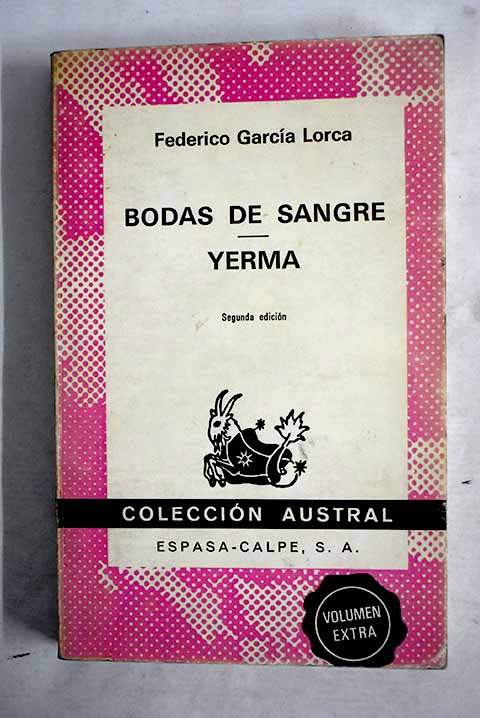 Federico García Lorca
BODAS DE SANGRE
YERMA
Segunda edición
COLECCIÓN AUSTRAL
ESPASA-CALPE, S. A.
VOLUMEN
EXTRA